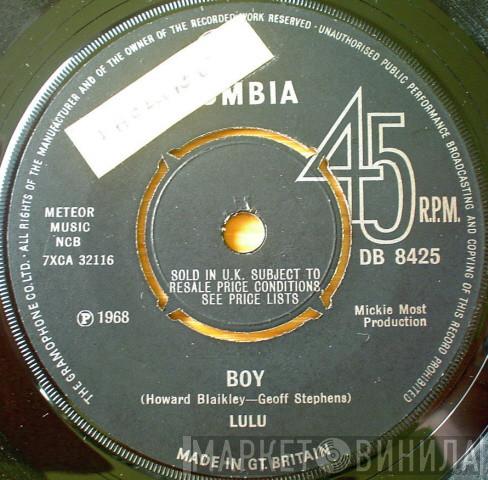 THE GRAMOPHONE CO. LTD. · ALL RIGHTS OF THE MANUFACTURER AND OF THE OWNER OF THE RECORDED WORK RESERVED · UNAUTHORISED PUBLIC PERFORMANCE BROADCASTING AND COPYING OF THIS RECORD PROHIBITED
UMBIA
45
R.P.M.
DB 8425
METEOR
MUSIC
NCB
7XCA 32116
SOLD IN U.K. SUBJECT TO
RESALE PRICE CONDITIONS,
SEE PRICE LISTS
Ⓟ 1968
Mickie Most
Production
BOY
(Howard Blaikley—Geoff Stephens)
LULU
МАРКЕТ ВИНИЛА
MADE IN GT. BRITAIN